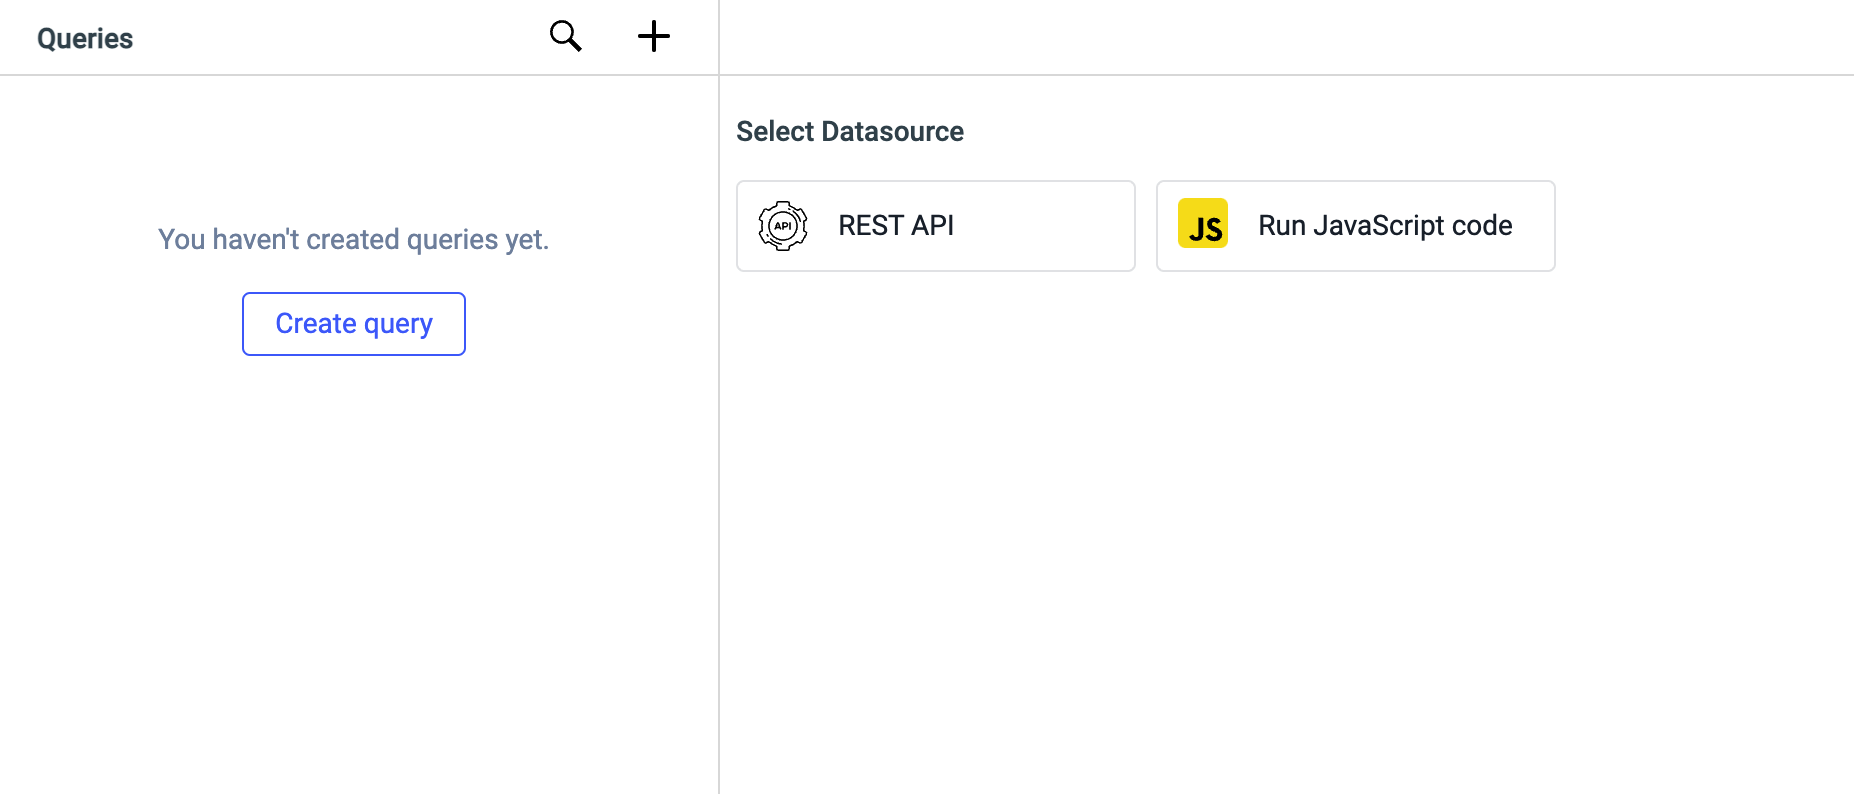 Queries
You haven't created queries yet.
Create query
Select Datasource
API
REST API
JS
Run JavaScript code